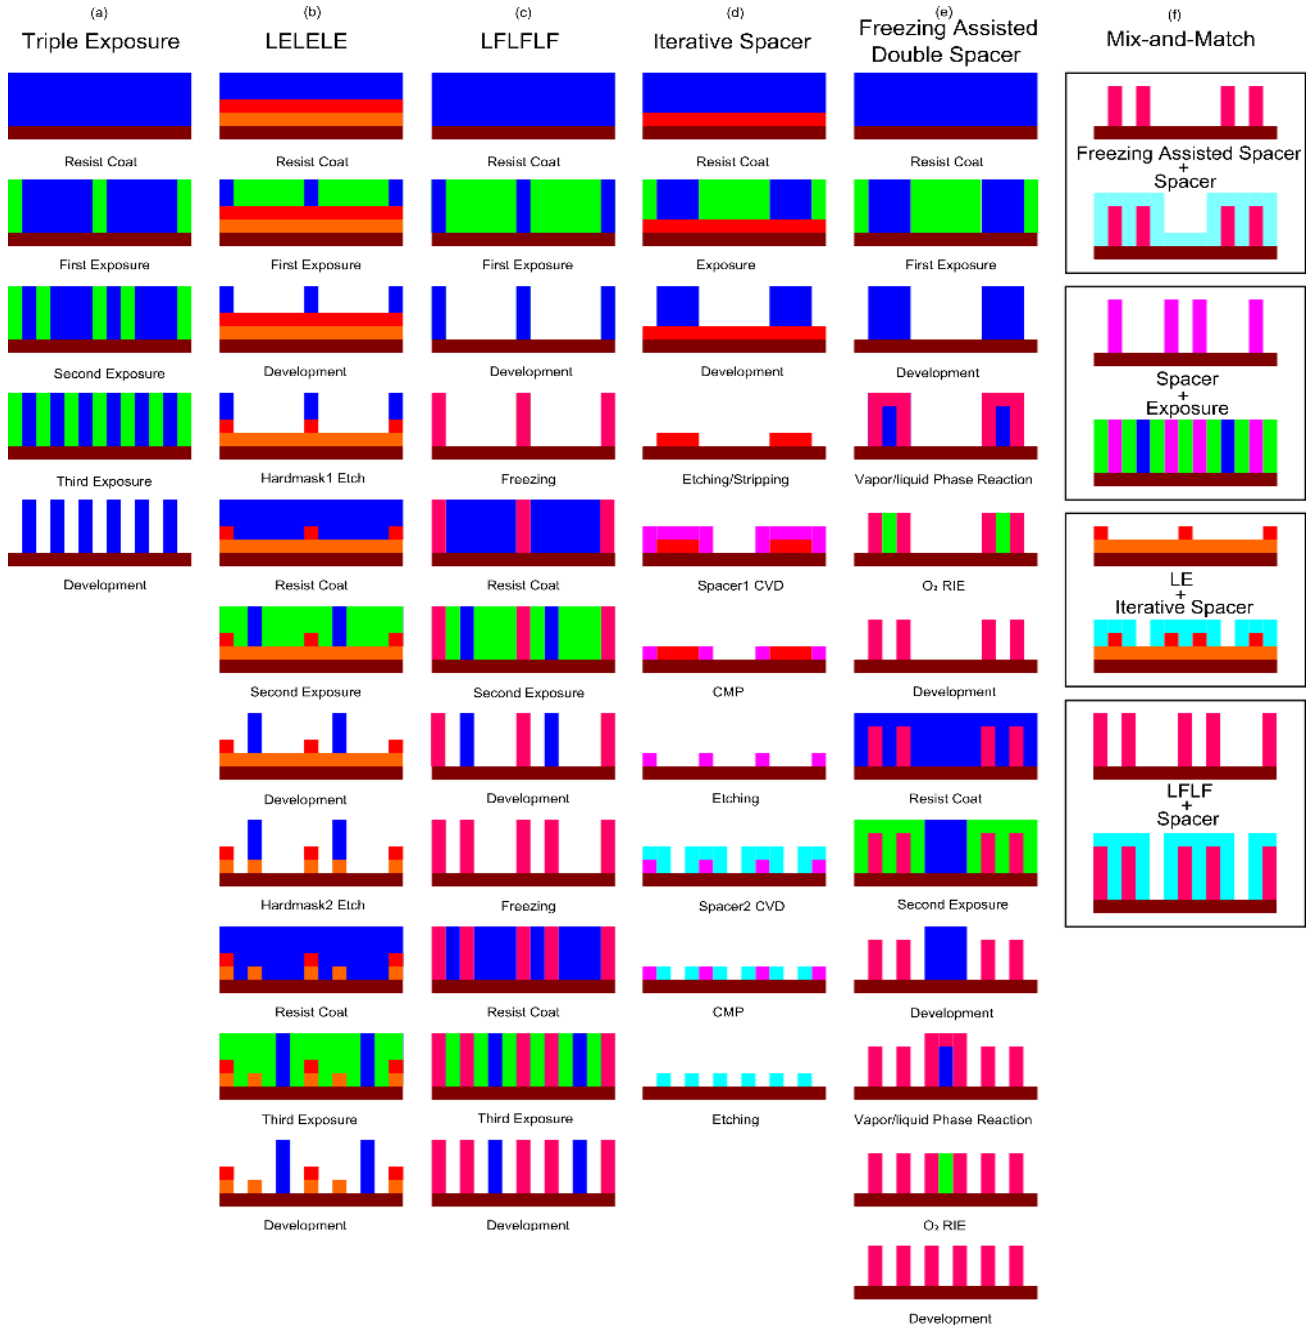 (a)
Triple Exposure
Resist Coat
First Exposure
Second Exposure
Third Exposure
Development
(b)
LELELE
Resist Coat
First Exposure
Development
Hardmask1 Etch
Resist Coat
Second Exposure
Development
Hardmask2 Etch
Resist Coat
Third Exposure
Development
(c)
LFLFLF
Resist Coat
First Exposure
Development
Freezing
Resist Coat
Second Exposure
Development
Freezing
Resist Coat
Third Exposure
Development
(d)
Iterative Spacer
Resist Coat
Exposure
Development
Etching/Stripping
Spacer1 CVD
CMP
Etching
Spacer2 CVD
CMP
Etching
(e)
Freezing Assisted
Double Spacer
Resist Coat
First Exposure
Development
Vapor/liquid Phase Reaction
O₂ RIE
Development
Resist Coat
Second Exposure
Development
Vapor/liquid Phase Reaction
O₂ RIE
Development
(f)
Mix-and-Match
Freezing Assisted Spacer
+
Spacer
Spacer
+
Exposure
LE
+
Iterative Spacer
LFLF
+
Spacer